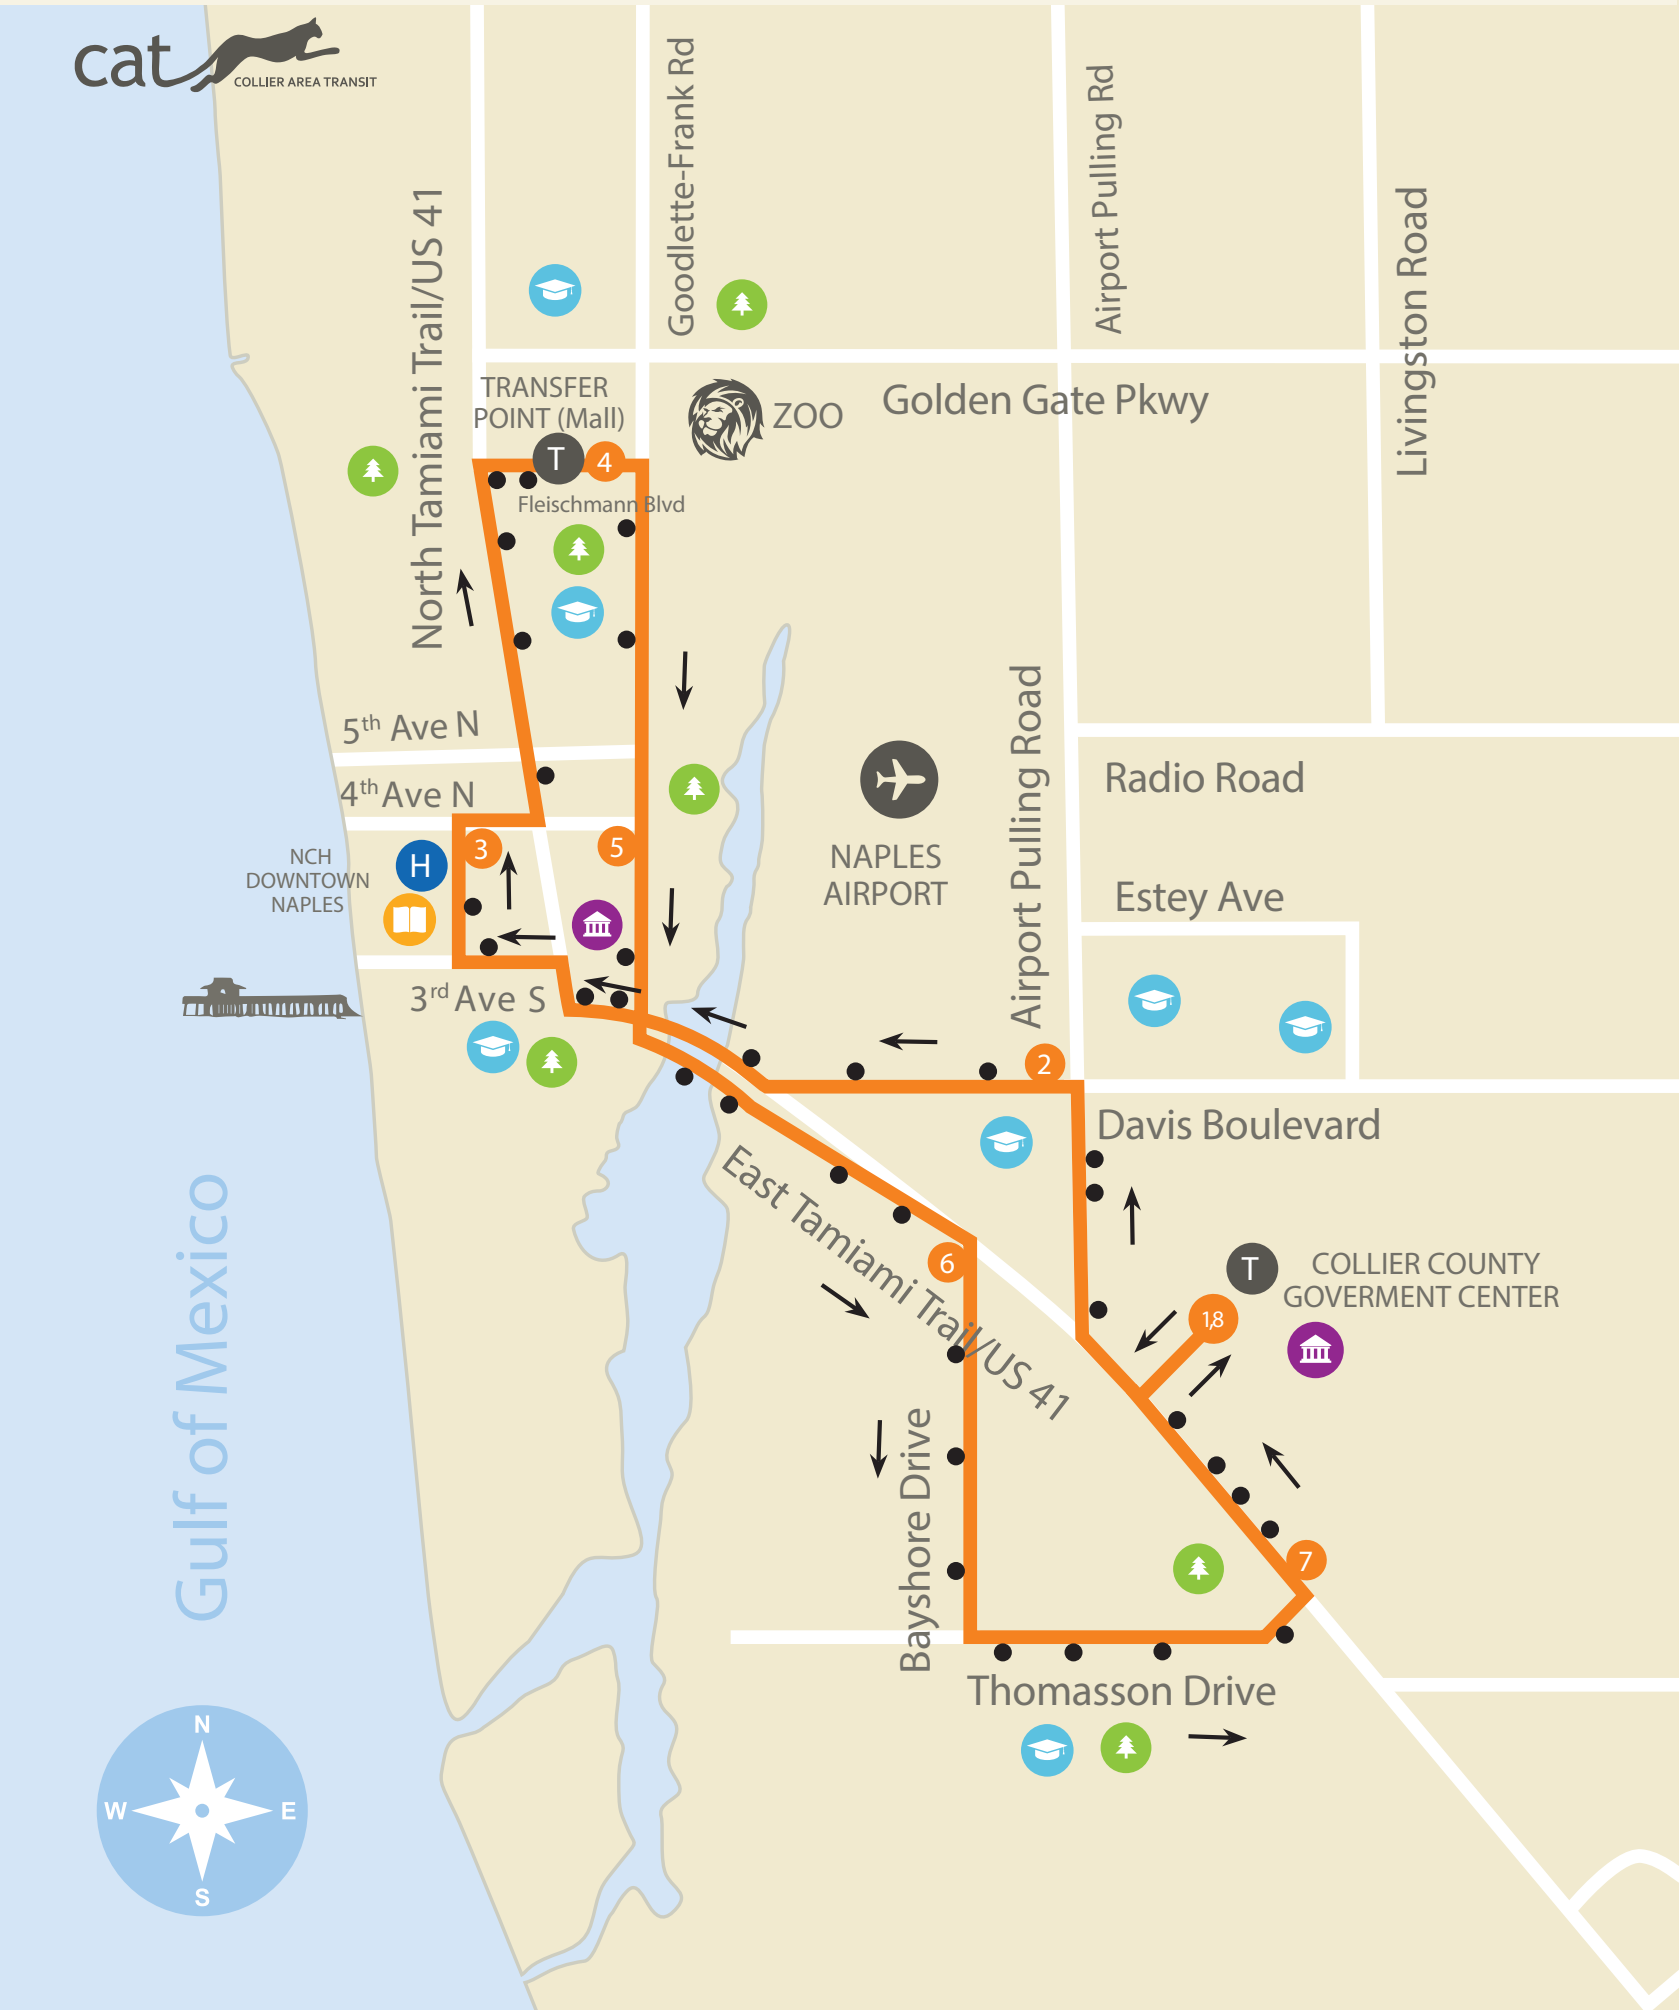 cat
COLLIER AREA TRANSIT
North Tamiami Trail/US 41
Goodlette-Frank Rd
Airport Pulling Rd
Livingston Road
TRANSFER
POINT (Mall)
ZOO
Golden Gate Pkwy
T
4
Fleischmann Blvd
5th Ave N
4th Ave N
Airport Pulling Road
Radio Road
NCH
DOWNTOWN
NAPLES
H
3
5
NAPLES
AIRPORT
Estey Ave
3rd Ave S
2
Davis Boulevard
East Tamiami Trail/US 41
6
T
1,8
COLLIER COUNTY
GOVERMENT CENTER
Gulf of Mexico
Bayshore Drive
7
Thomasson Drive
N
W
E
S